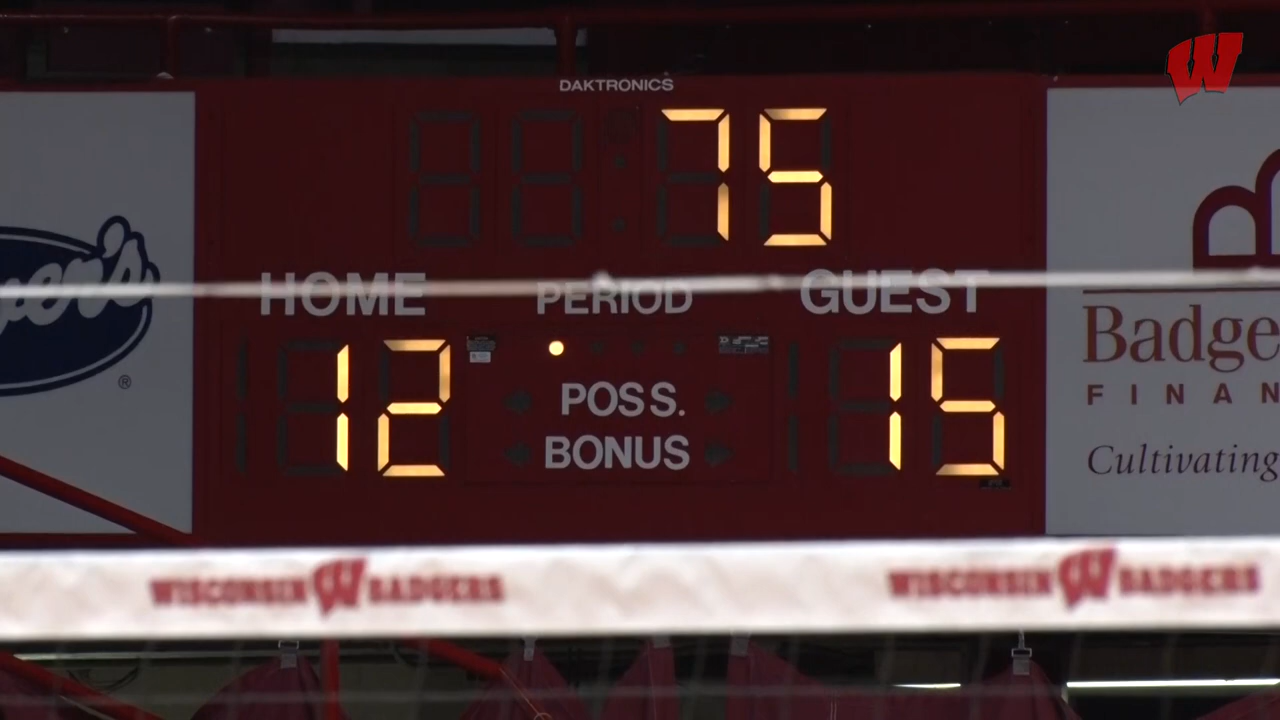 W
DAKTRONICS
75
HOME PERIOD GUEST
12 15
POSS.
BONUS
®
Badge
FINAN
Cultivating
WISCONSIN W BADGERS WISCONSIN W BADGERS